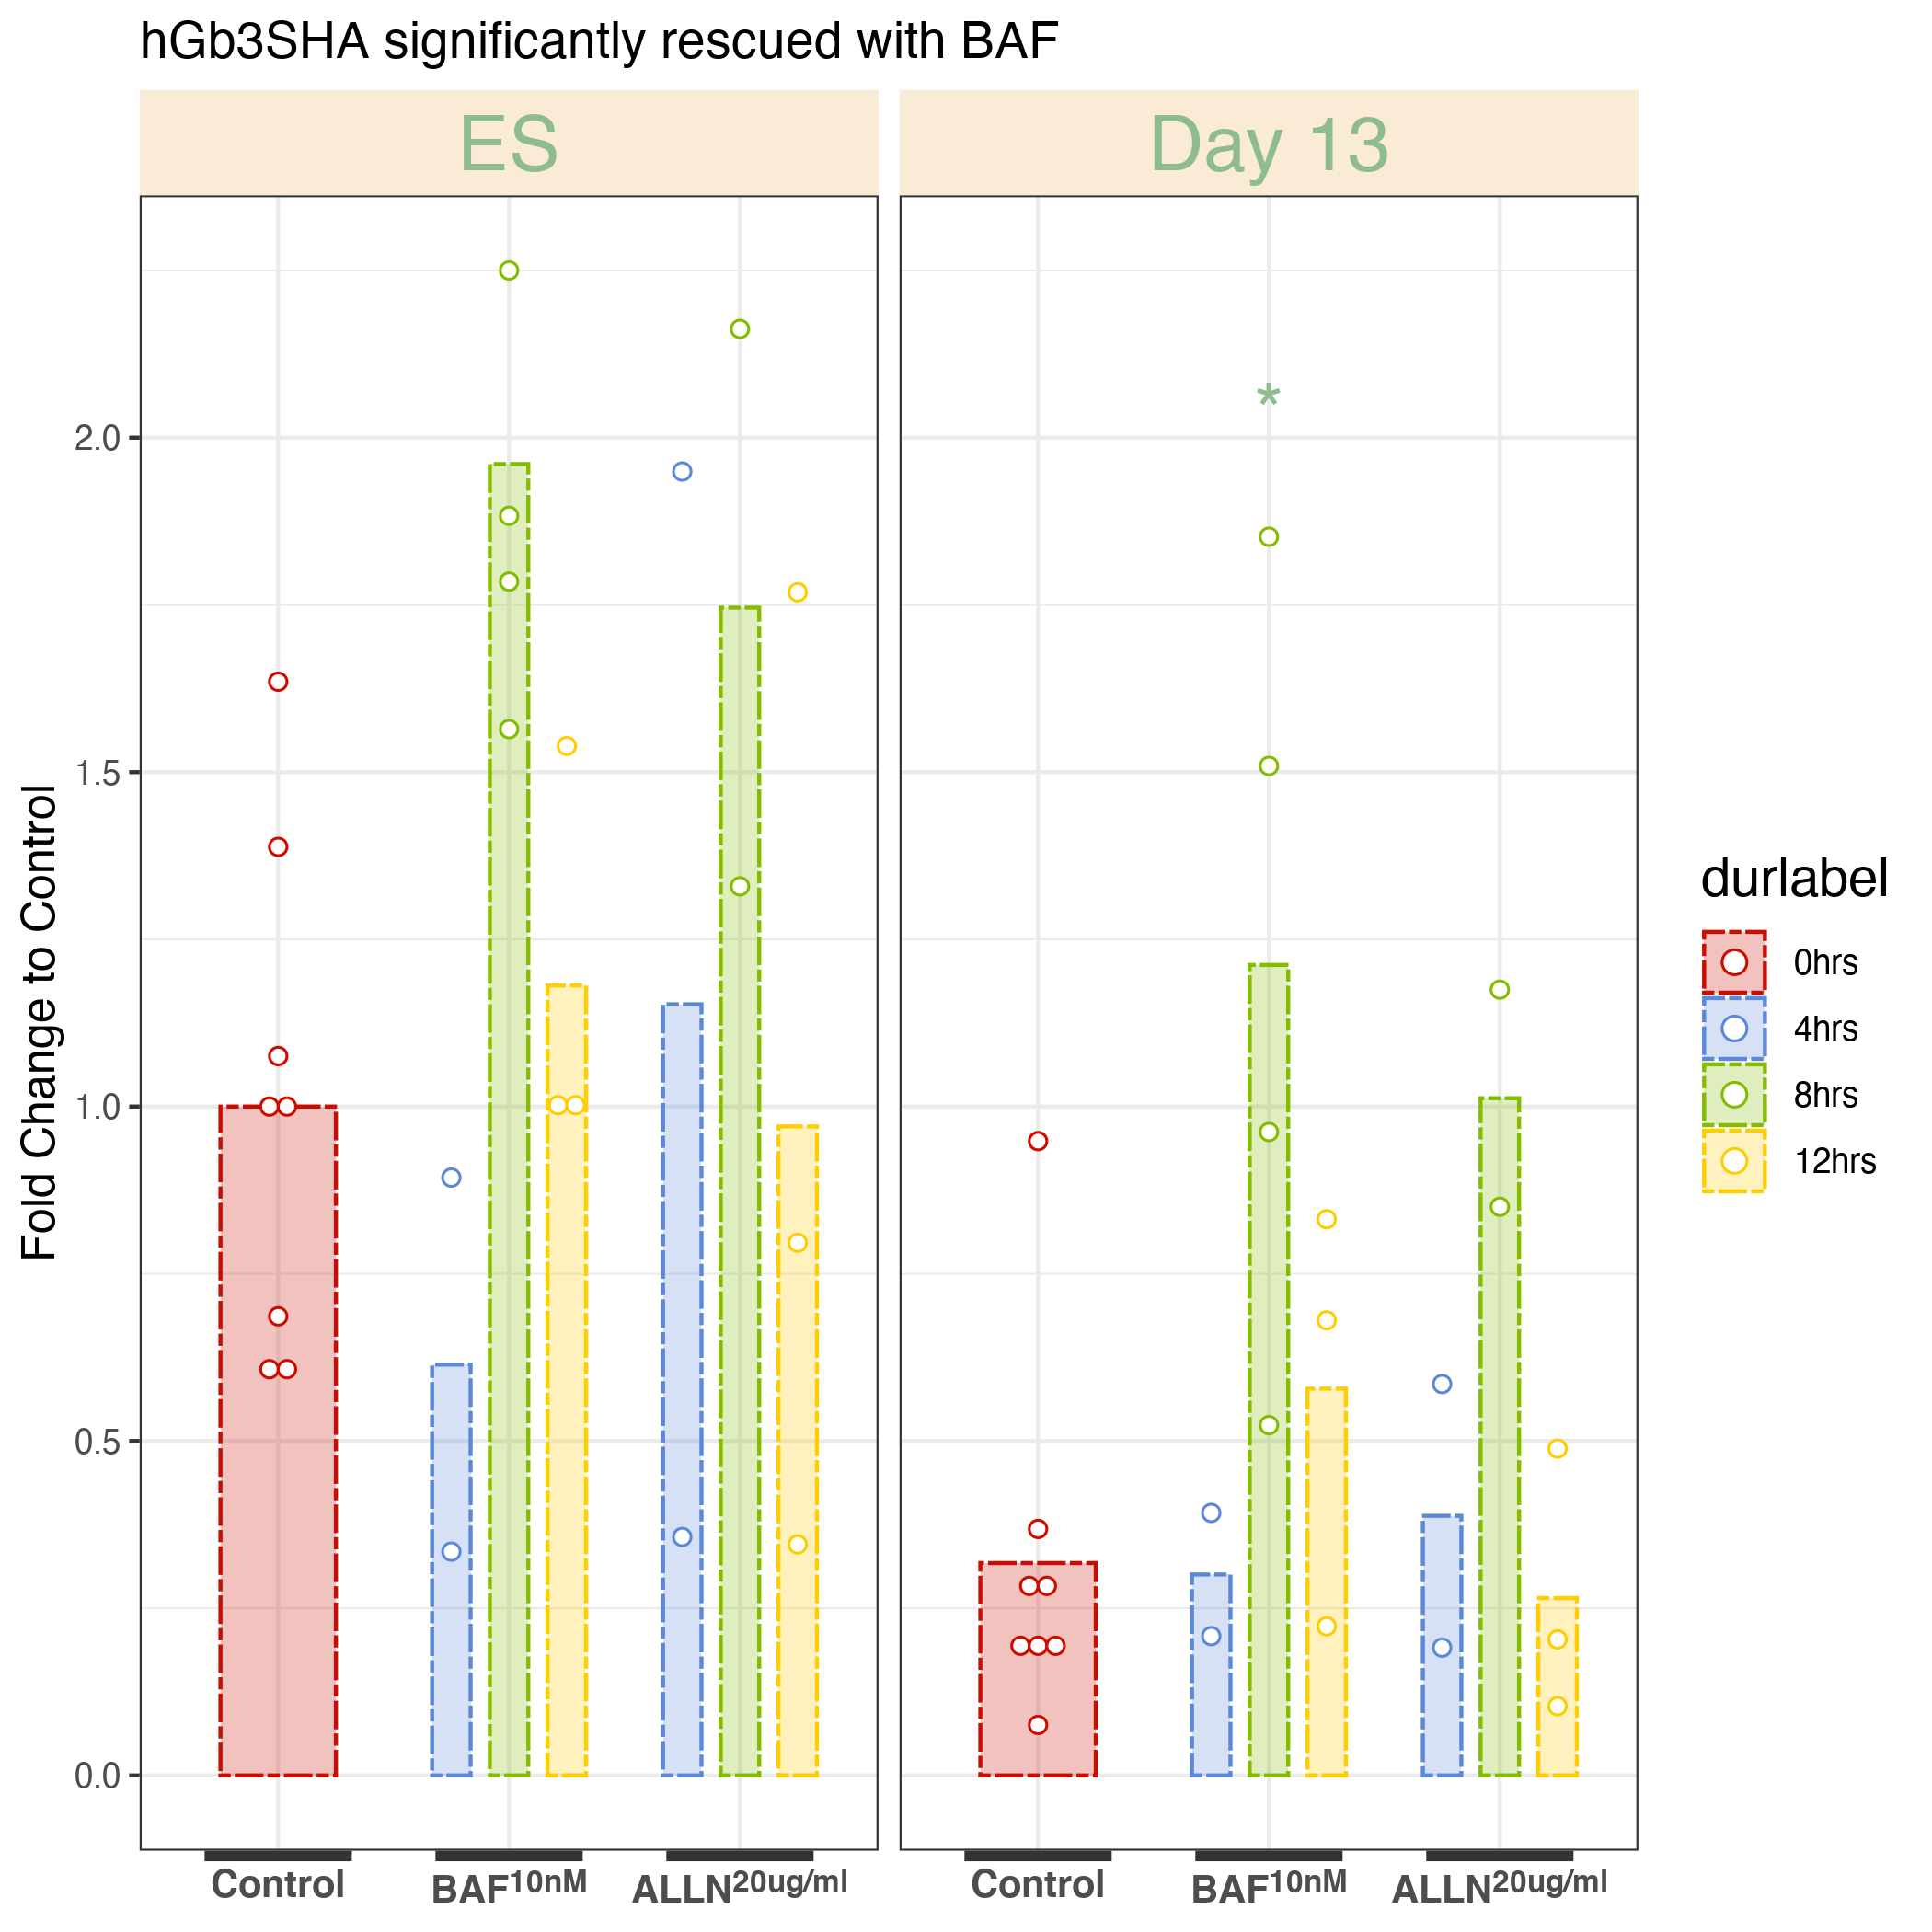 hGb3SHA significantly rescued with BAF
ES
Day 13
*
Fold Change to Control
2.0
1.5
1.0
0.5
0.0
Control
BAF10nM
ALLN20ug/ml
Control
BAF10nM
ALLN20ug/ml
durlabel
0hrs
4hrs
8hrs
12hrs